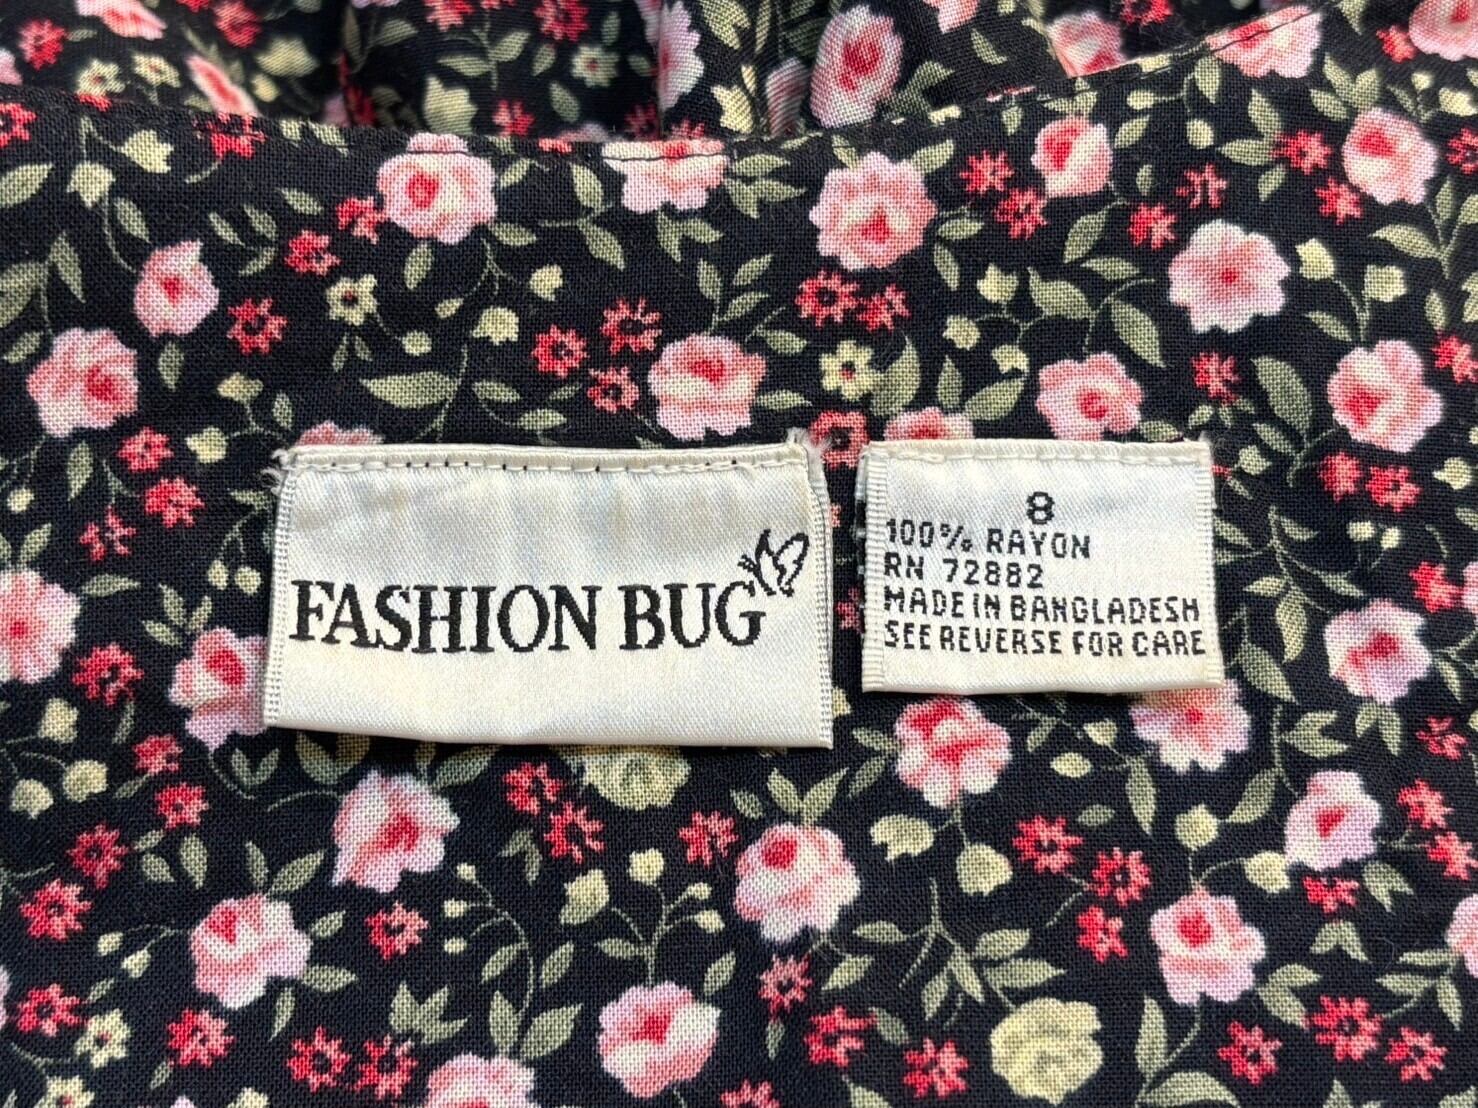 FASHION BUG
8
100% RAYON
RN 72882
MADE IN BANGLADESH
SEE REVERSE FOR CARE